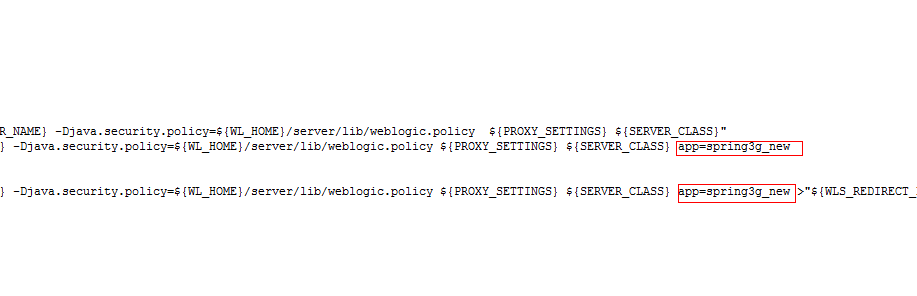 R_NAME} -Djava.security.policy=${WL_HOME}/server/lib/weblogic.policy  ${PROXY_SETTINGS} ${SERVER_CLASS}"
} -Djava.security.policy=${WL_HOME}/server/lib/weblogic.policy ${PROXY_SETTINGS} ${SERVER_CLASS} app=spring3g_new
} -Djava.security.policy=${WL_HOME}/server/lib/weblogic.policy ${PROXY_SETTINGS} ${SERVER_CLASS} app=spring3g_new >"${WLS_REDIRECT_